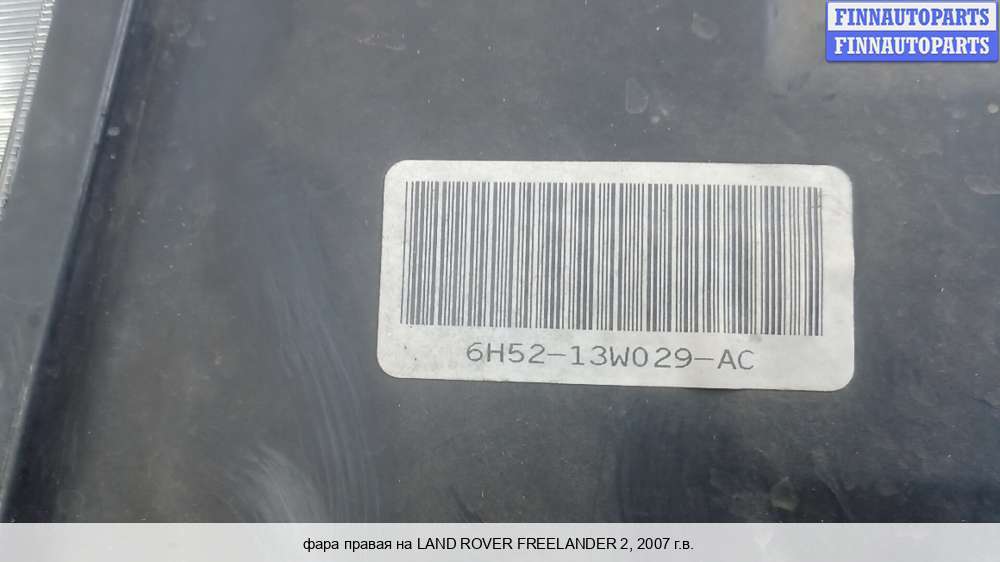 FINNAUTOPARTS
FINNAUTOPARTS
6H52-13W029-AC
фара правая на LAND ROVER FREELANDER 2, 2007 г.в.